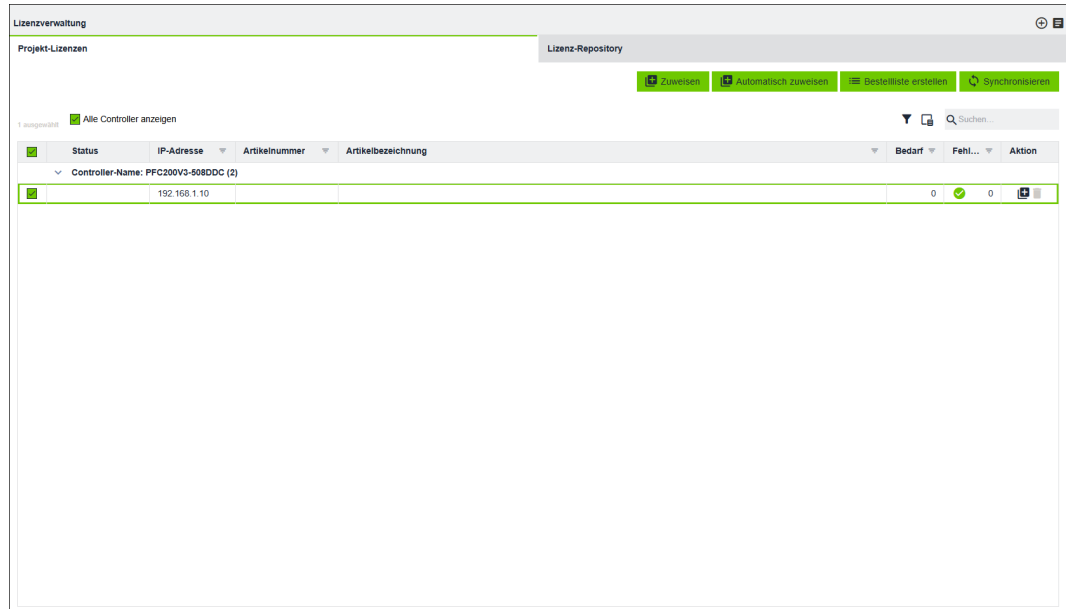 Lizenzverwaltung
Projekt-Lizenzen Lizenz-Repository
Zuweisen Automatisch zuweisen Bestellliste erstellen Synchronisieren
1 ausgewählt Alle Controller anzeigen Suchen...
Status IP-Adresse Artikelnummer Artikelbezeichnung Bedarf Fehl... Aktion
Controller-Name: PFC200V3-508DDC (2)
192.168.1.10 0 0